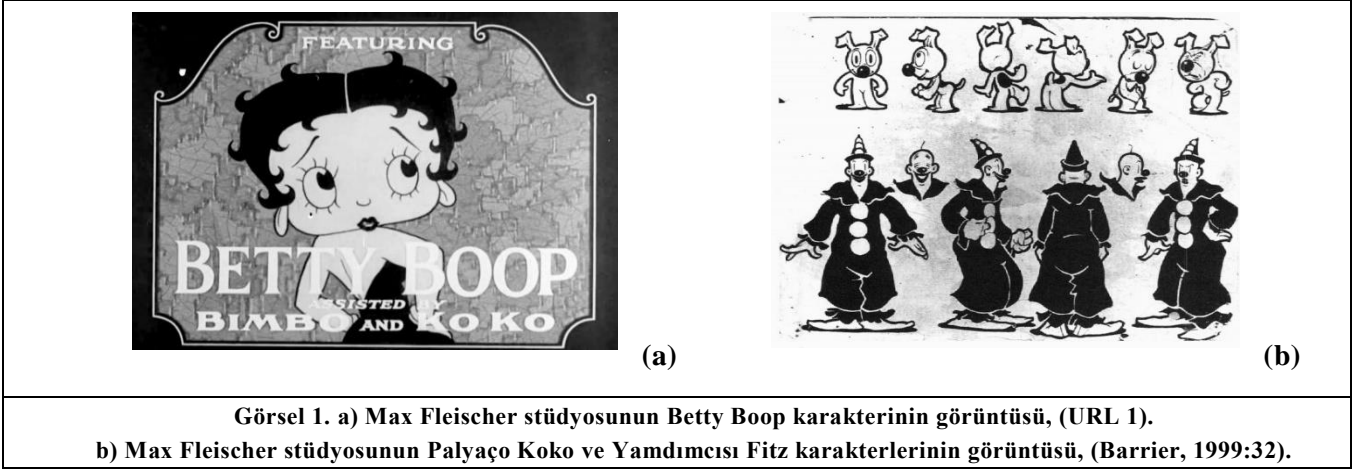 FEATURING
BETTY BOOP
ASSISTED BY
BIMBO AND KO KO
(a)
(b)
Görsel 1. a) Max Fleischer stüdyosunun Betty Boop karakterinin görüntüsü, (URL 1).
b) Max Fleischer stüdyosunun Palyaço Koko ve Yamdımcısı Fitz karakterlerinin görüntüsü, (Barrier, 1999:32).